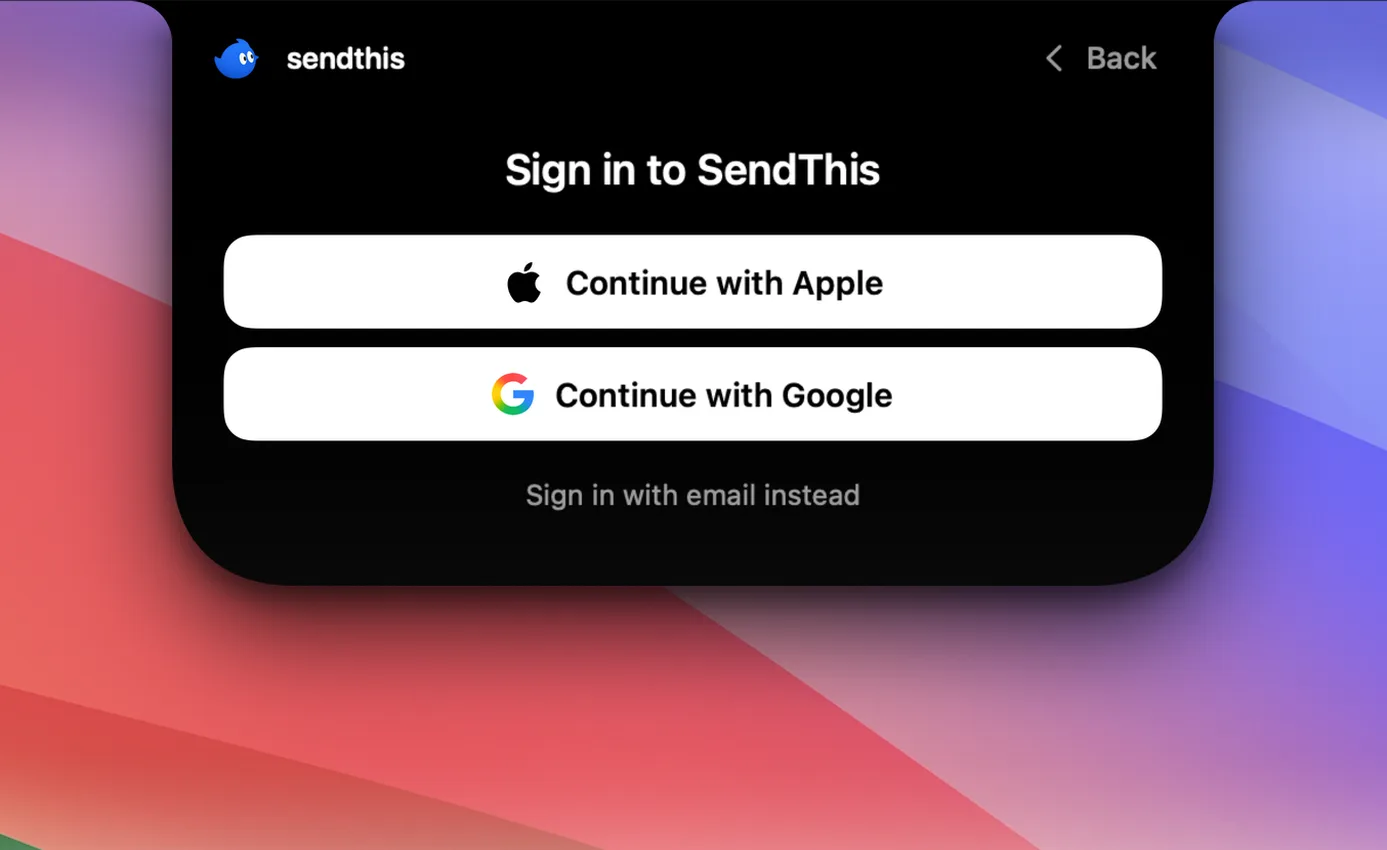 sendthis
Back
Sign in to SendThis
Continue with Apple
Continue with Google
Sign in with email instead